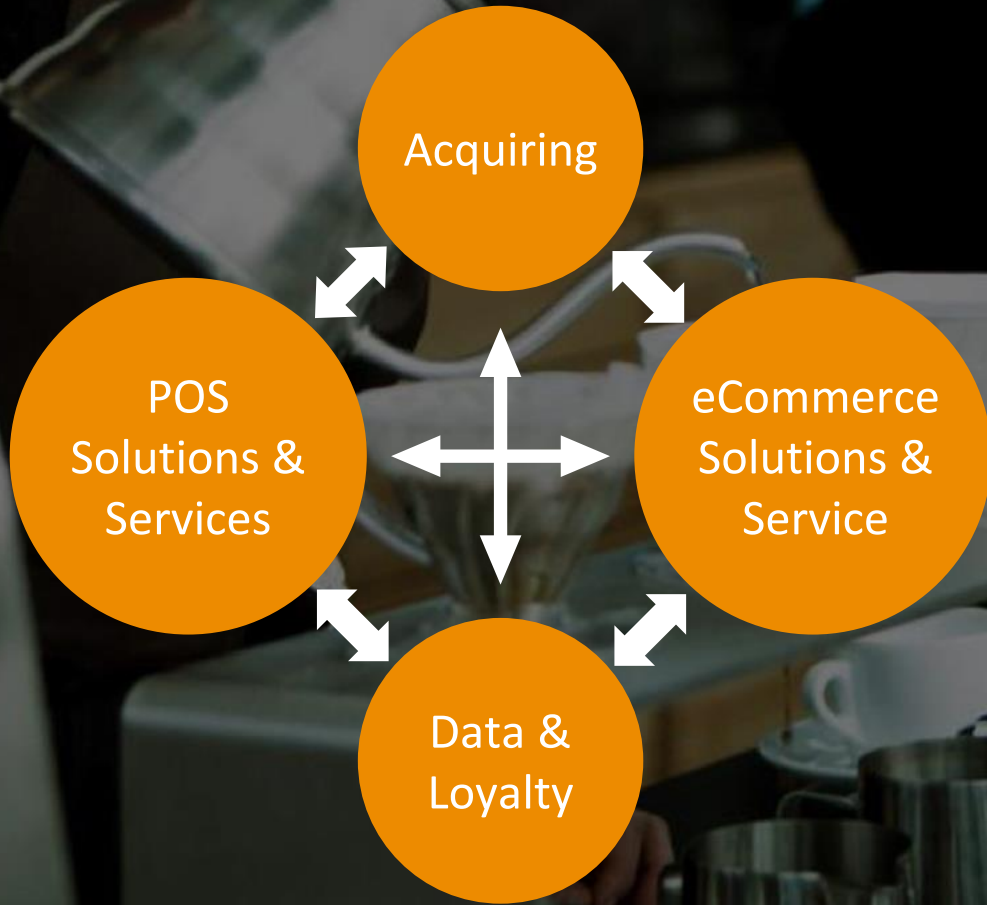 Acquiring
POS
Solutions &
Services
eCommerce
Solutions &
Service
Data &
Loyalty